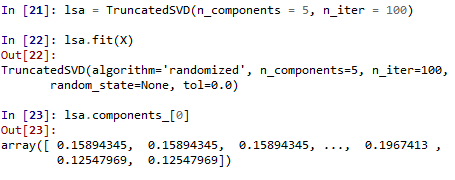 In [21]: lsa = TruncatedSVD(n_components = 5, n_iter = 100)
In [22]: lsa.fit(X)
Out[22]:
TruncatedSVD(algorithm='randomized', n_components=5, n_iter=100,
       random_state=None, tol=0.0)
In [23]: lsa.components_[0]
Out[23]:
array([ 0.15894345,  0.15894345,  0.15894345, ...,  0.1967413 ,
        0.12547969,  0.12547969])